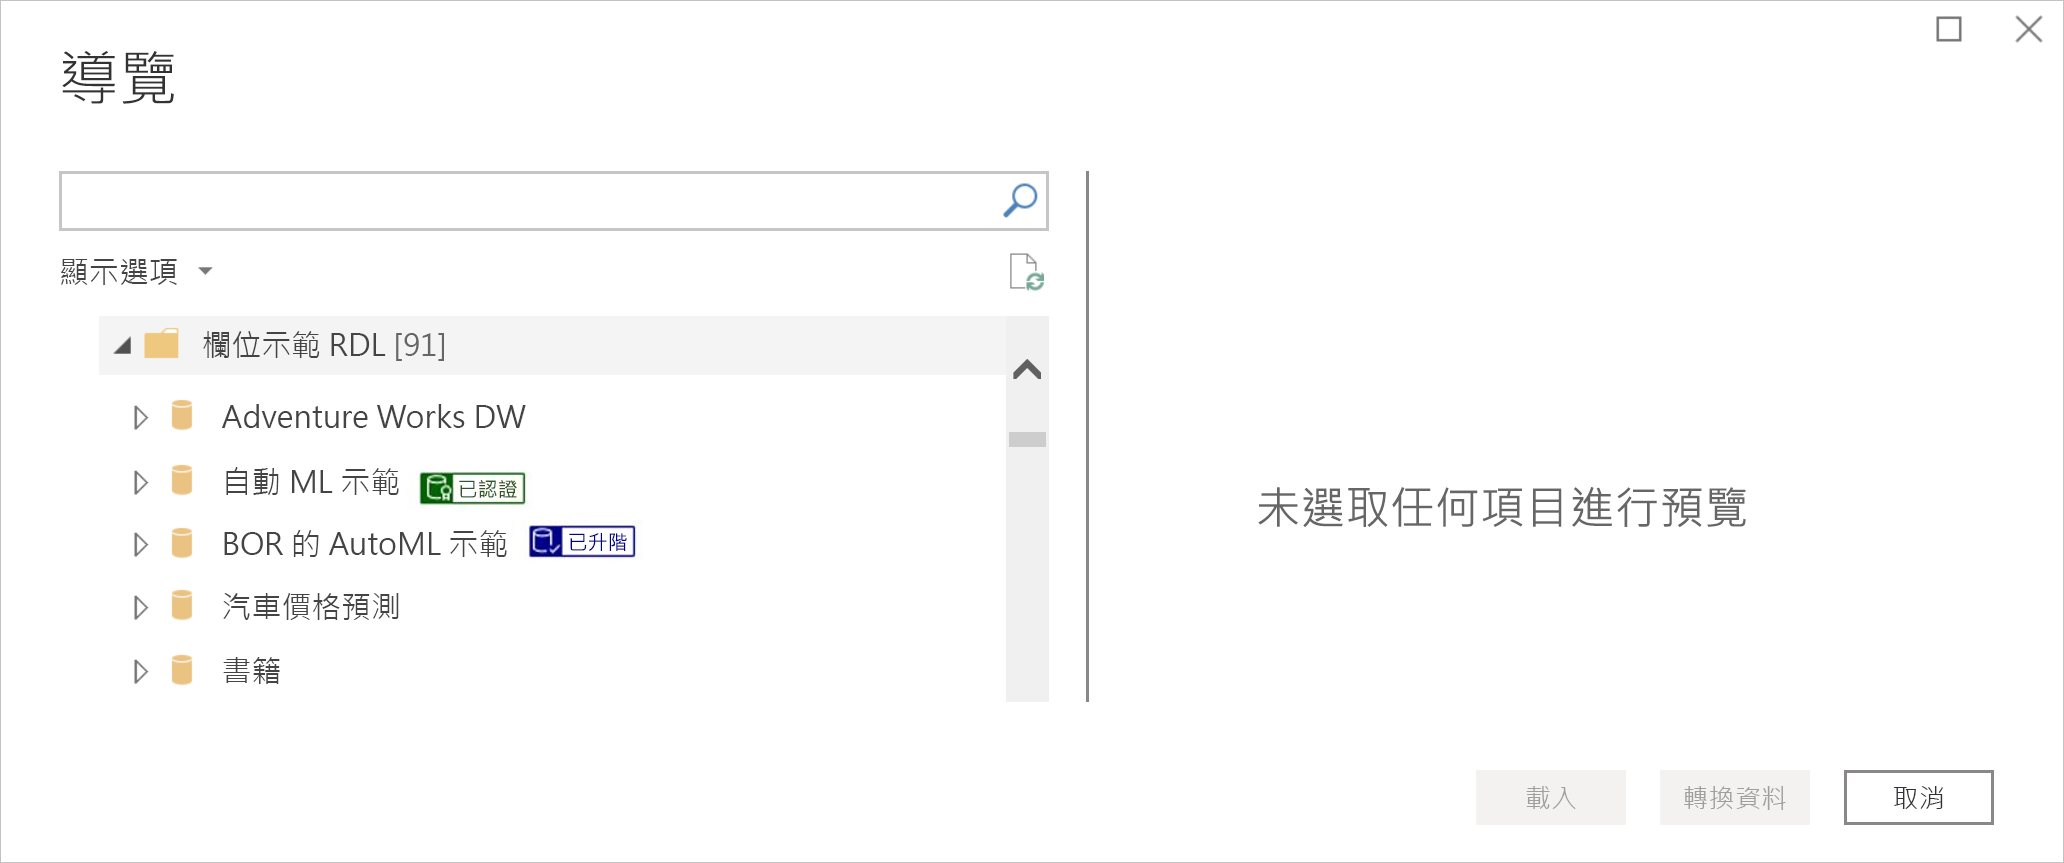 導覽
顯示選項
欄位示範 RDL [91]
Adventure Works DW
自動 ML 示範 已認證
BOR 的 AutoML 示範 已升階
汽車價格預測
書籍
未選取任何項目進行預覽
載入 轉換資料 取消